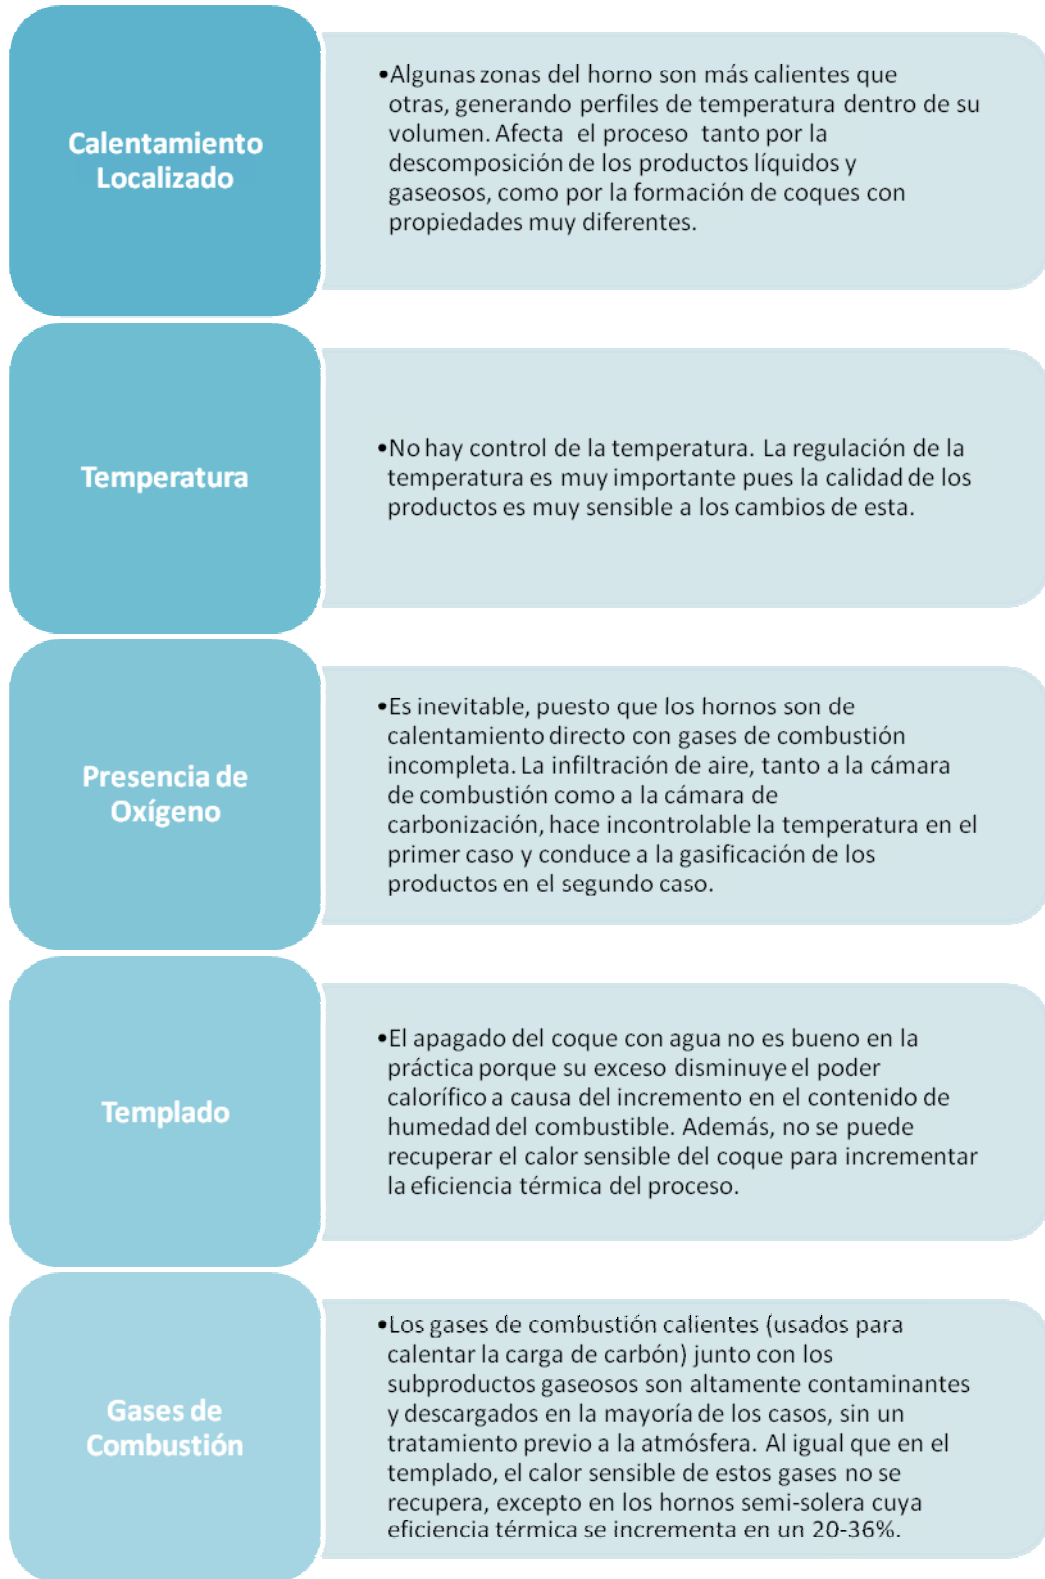 Calentamiento
Localizado
•Algunas zonas del horno son más calientes que
otras, generando perfiles de temperatura dentro de su
volumen. Afecta el proceso tanto por la
descomposición de los productos líquidos y
gaseosos, como por la formación de coques con
propiedades muy diferentes.
Temperatura
•No hay control de la temperatura. La regulación de la
temperatura es muy importante pues la calidad de los
productos es muy sensible a los cambios de esta.
Presencia de
Oxígeno
•Es inevitable, puesto que los hornos son de
calentamiento directo con gases de combustión
incompleta. La infiltración de aire, tanto a la cámara
de combustión como a la cámara de
carbonización, hace incontrolable la temperatura en el
primer caso y conduce a la gasificación de los
productos en el segundo caso.
Templado
•El apagado del coque con agua no es bueno en la
práctica porque su exceso disminuye el poder
calorífico a causa del incremento en el contenido de
humedad del combustible. Además, no se puede
recuperar el calor sensible del coque para incrementar
la eficiencia térmica del proceso.
Gases de
Combustión
•Los gases de combustión calientes (usados para
calentar la carga de carbón) junto con los
subproductos gaseosos son altamente contaminantes
y descargados en la mayoría de los casos, sin un
tratamiento previo a la atmósfera. Al igual que en el
templado, el calor sensible de estos gases no se
recupera, excepto en los hornos semi-solera cuya
eficiencia térmica se incrementa en un 20-36%.